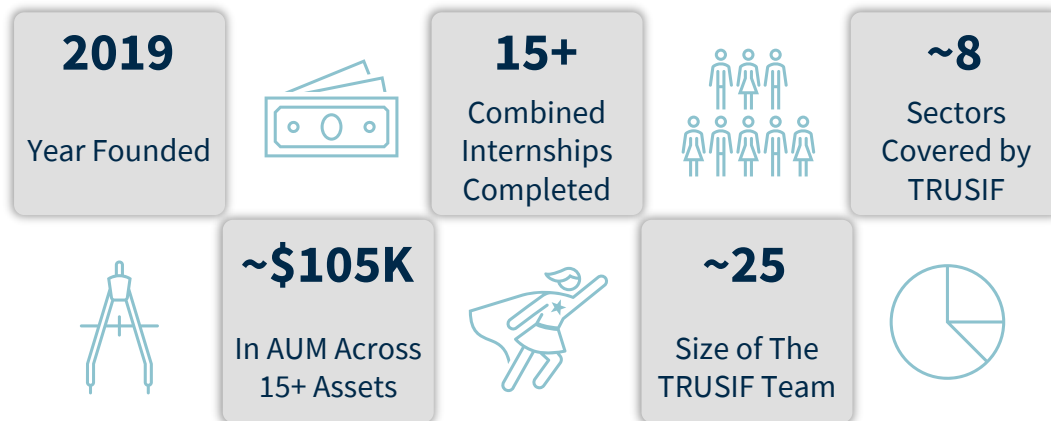 2019
Year Founded
15+
Combined
Internships
Completed
~8
Sectors
Covered by
TRUSIF
~$105K
In AUM Across
15+ Assets
~25
Size of The
TRUSIF Team